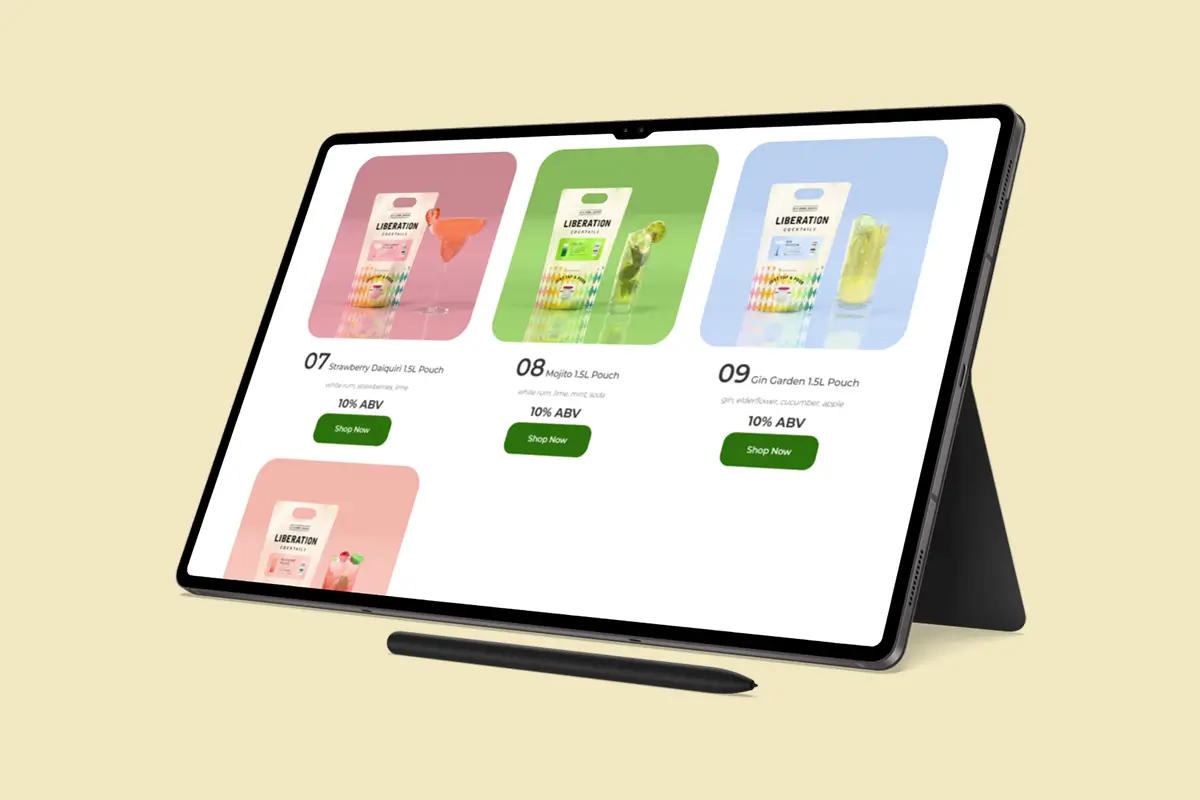 LIBERATION
COCKTAILS
LIBERATION
COCKTAILS
LIBERATION
COCKTAILS
07 Strawberry Daiquiri 1.5L Pouch
white rum, strawberries, lime
10% ABV
Shop Now
08 Mojito 1.5L Pouch
white rum, lime, mint, soda
10% ABV
Shop Now
09 Gin Garden 1.5L Pouch
gin, elderflower, cucumber, apple
10% ABV
Shop Now
LIBERATION
COCKTAILS